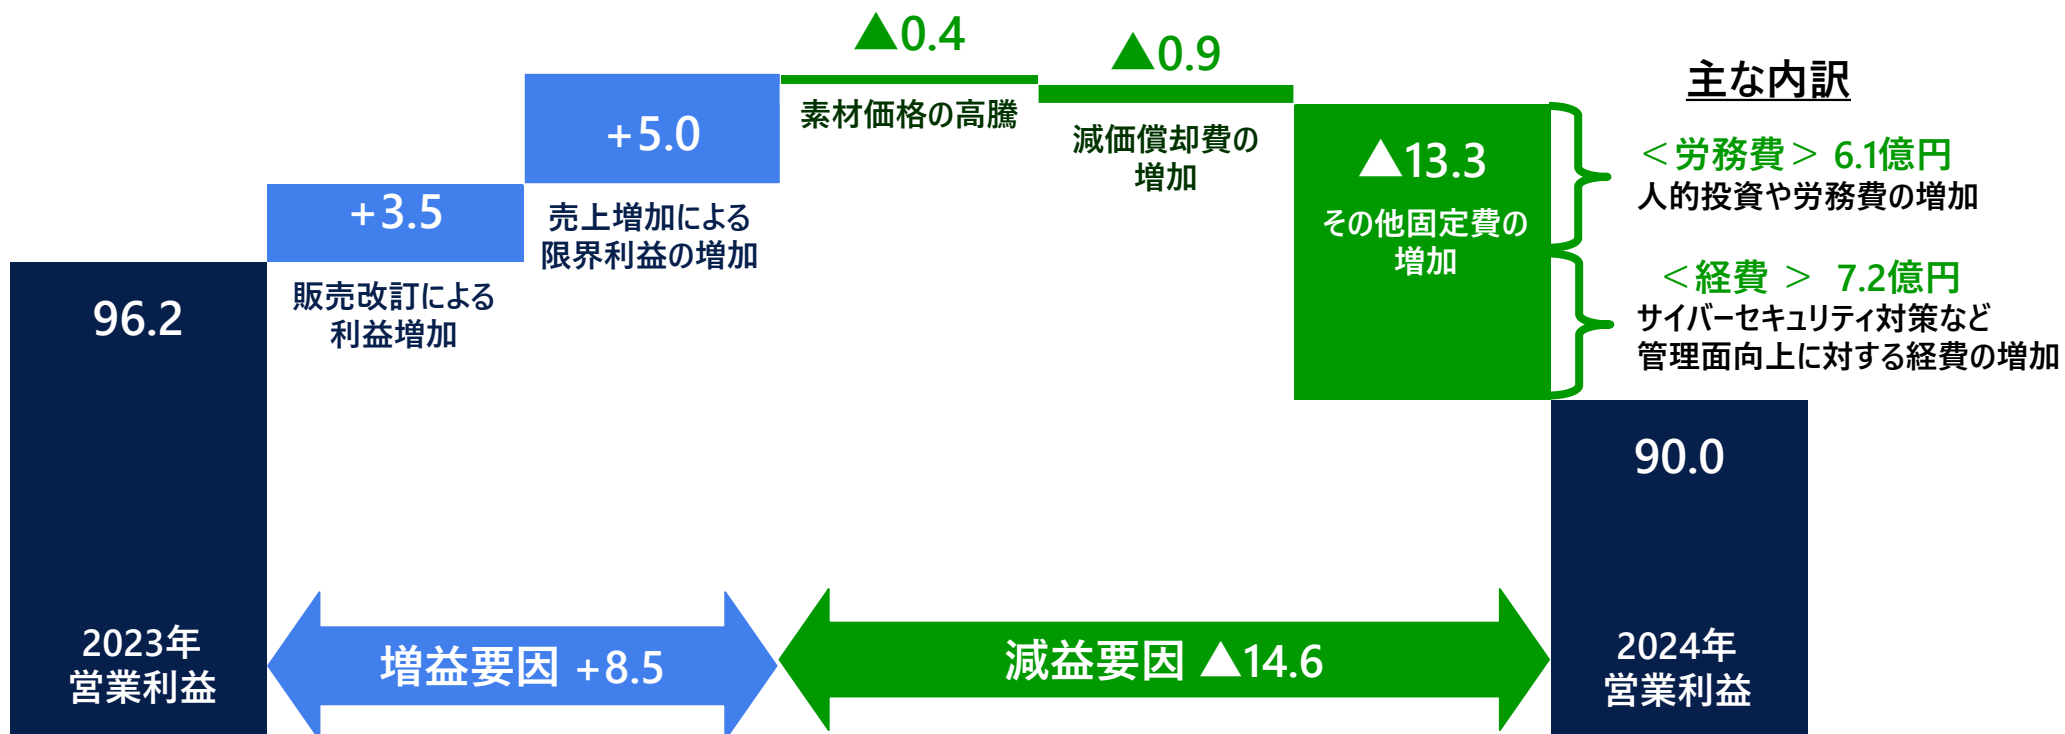 96.2
2023年
営業利益
+3.5
販売改訂による
利益増加
+5.0
売上増加による
限界利益の増加
▲0.4
素材価格の高騰
▲0.9
減価償却費の
増加
▲13.3
その他固定費の
増加
主な内訳
＜労務費＞ 6.1億円
人的投資や労務費の増加
＜経費 ＞ 7.2億円
サイバーセキュリティ対策など
管理面向上に対する経費の増加
90.0
2024年
営業利益
増益要因 +8.5
減益要因 ▲14.6